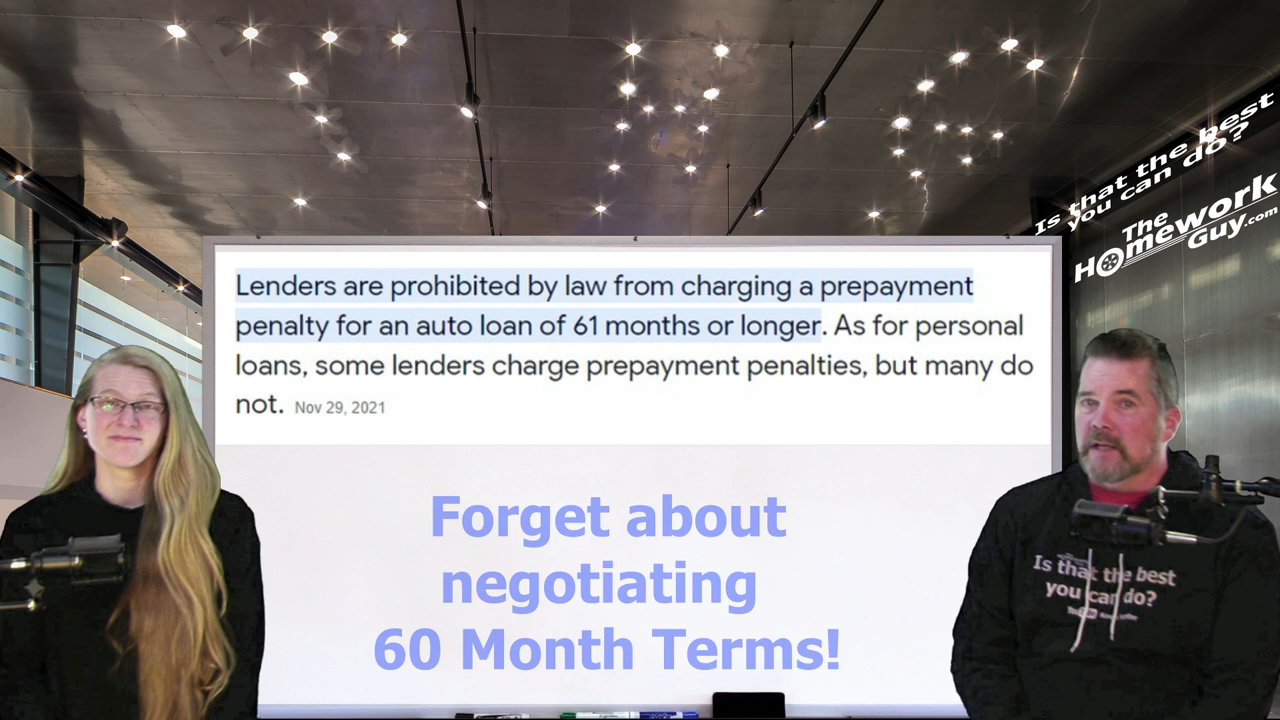 Is that the best
you can do?
The
Homework
Guy.com
Lenders are prohibited by law from charging a prepayment
penalty for an auto loan of 61 months or longer. As for personal
loans, some lenders charge prepayment penalties, but many do
not. Nov 29, 2021
Forget about
negotiating
60 Month Terms!
Is that the best
you can do?